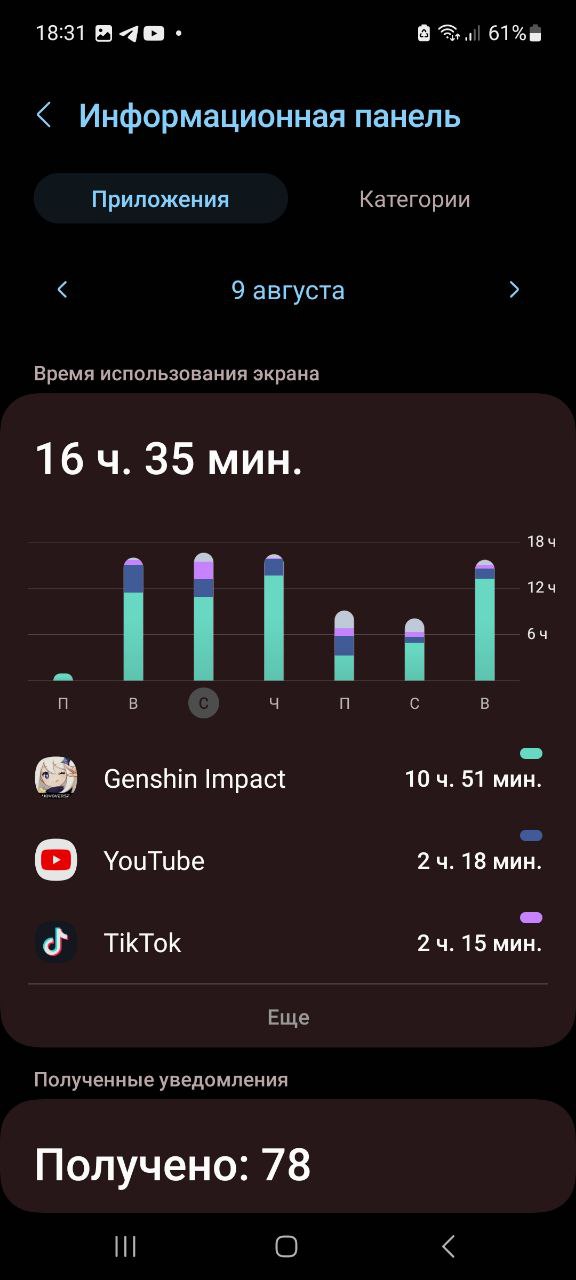 18:31 61%
Информационная панель
Приложения Категории
9 августа
Время использования экрана
16 ч. 35 мин.
18 ч
12 ч
6 ч
П В С Ч П С В
Genshin Impact 10 ч. 51 мин.
YouTube 2 ч. 18 мин.
TikTok 2 ч. 15 мин.
Еще
Полученные уведомления
Получено: 78